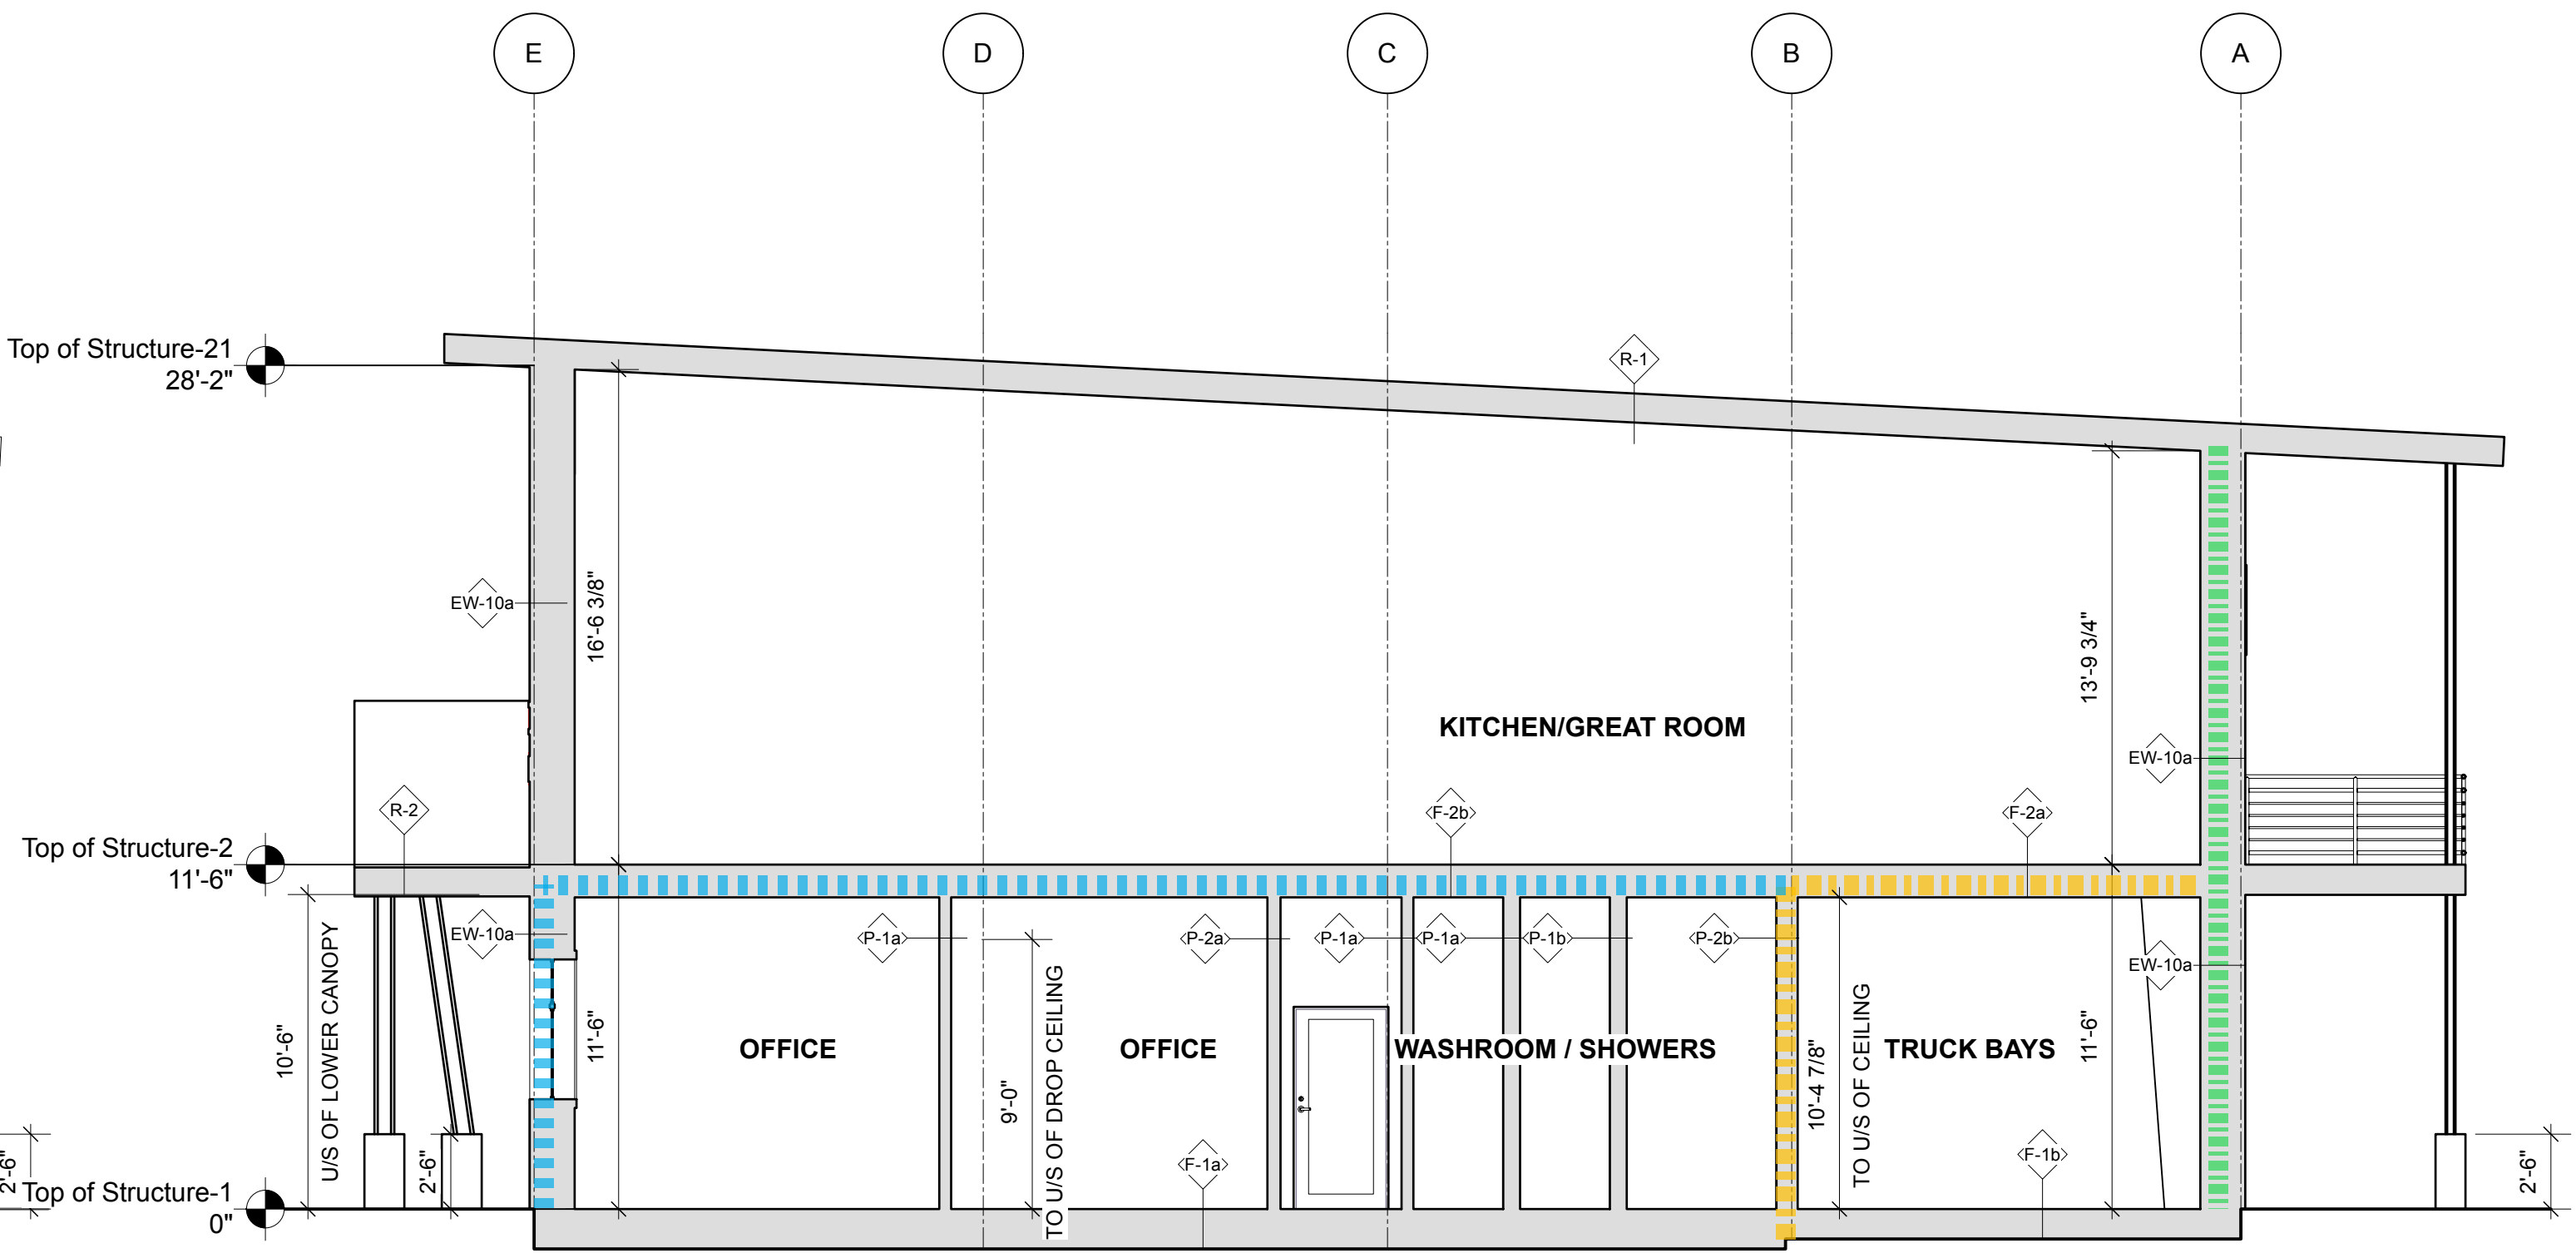 E
D
C
B
A
Top of Structure-21
28'-2"
R-1
EW-10a
16'-6 3/8"
13'-9 3/4"
KITCHEN/GREAT ROOM
EW-10a
R-2
F-2b
F-2a
Top of Structure-2
11'-6"
EW-10a
P-1a
P-2a
P-1a
P-1a
P-1b
P-2b
EW-10a
10'-6"
U/S OF LOWER CANOPY
11'-6"
OFFICE
9'-0"
TO U/S OF DROP CEILING
OFFICE
WASHROOM / SHOWERS
10'-4 7/8"
TO U/S OF CEILING
TRUCK BAYS
11'-6"
F-1a
F-1b
2'-6"
2'-6"
2'-6"
Top of Structure-1
0"